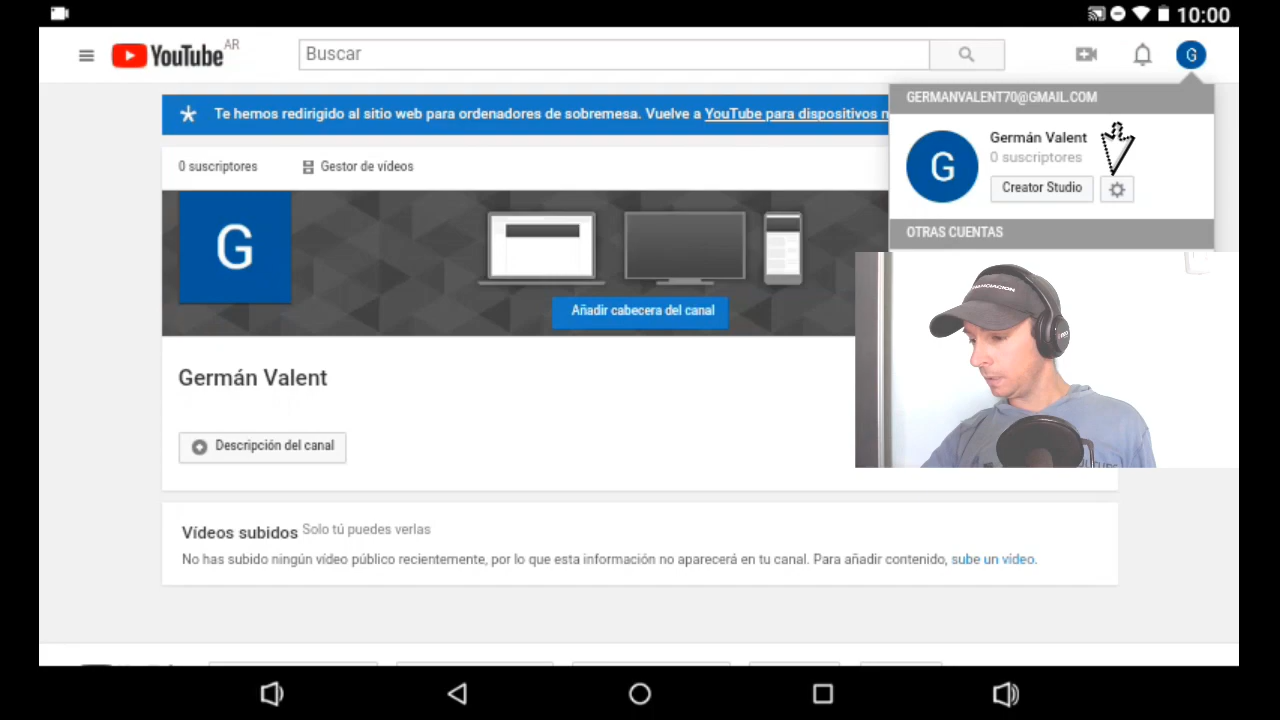 10:00
YouTube AR
Buscar
G
GERMANVALENT70@GMAIL.COM
Te hemos redirigido al sitio web para ordenadores de sobremesa. Vuelve a YouTube para dispositivos
G
Germán Valent
0 suscriptores
Creator Studio
OTRAS CUENTAS
0 suscriptores
Gestor de vídeos
G
Añadir cabecera del canal
Germán Valent
Descripción del canal
Vídeos subidos Solo tú puedes verlas
No has subido ningún vídeo público recientemente, por lo que esta información no aparecerá en tu canal. Para añadir contenido, sube un vídeo.